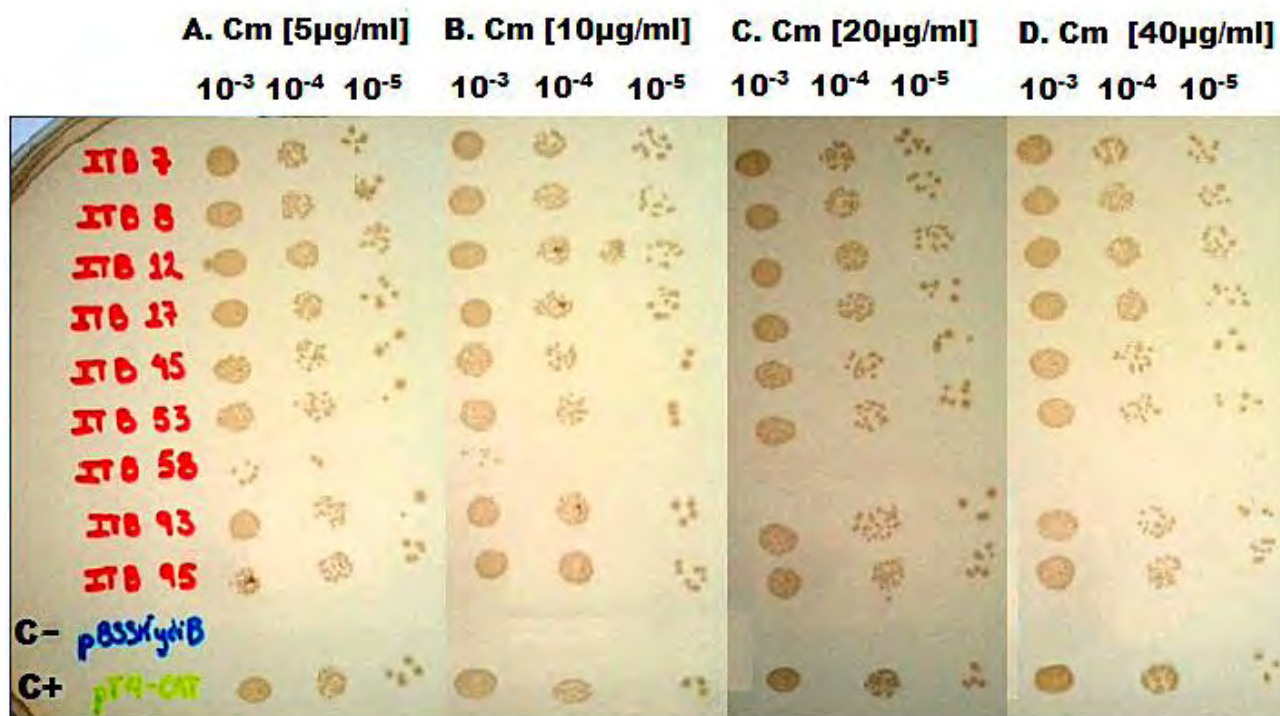 A. Cm [5µg/ml] B. Cm [10µg/ml] C. Cm [20µg/ml] D. Cm [40µg/ml]
10-3 10-4 10-5 10-3 10-4 10-5 10-3 10-4 10-5 10-3 10-4 10-5
ITB 7
ITB 8
ITB 12
ITB 17
ITB 45
ITB 53
ITB 58
ITB 93
ITB 95
C-
C+ pT4-CAT